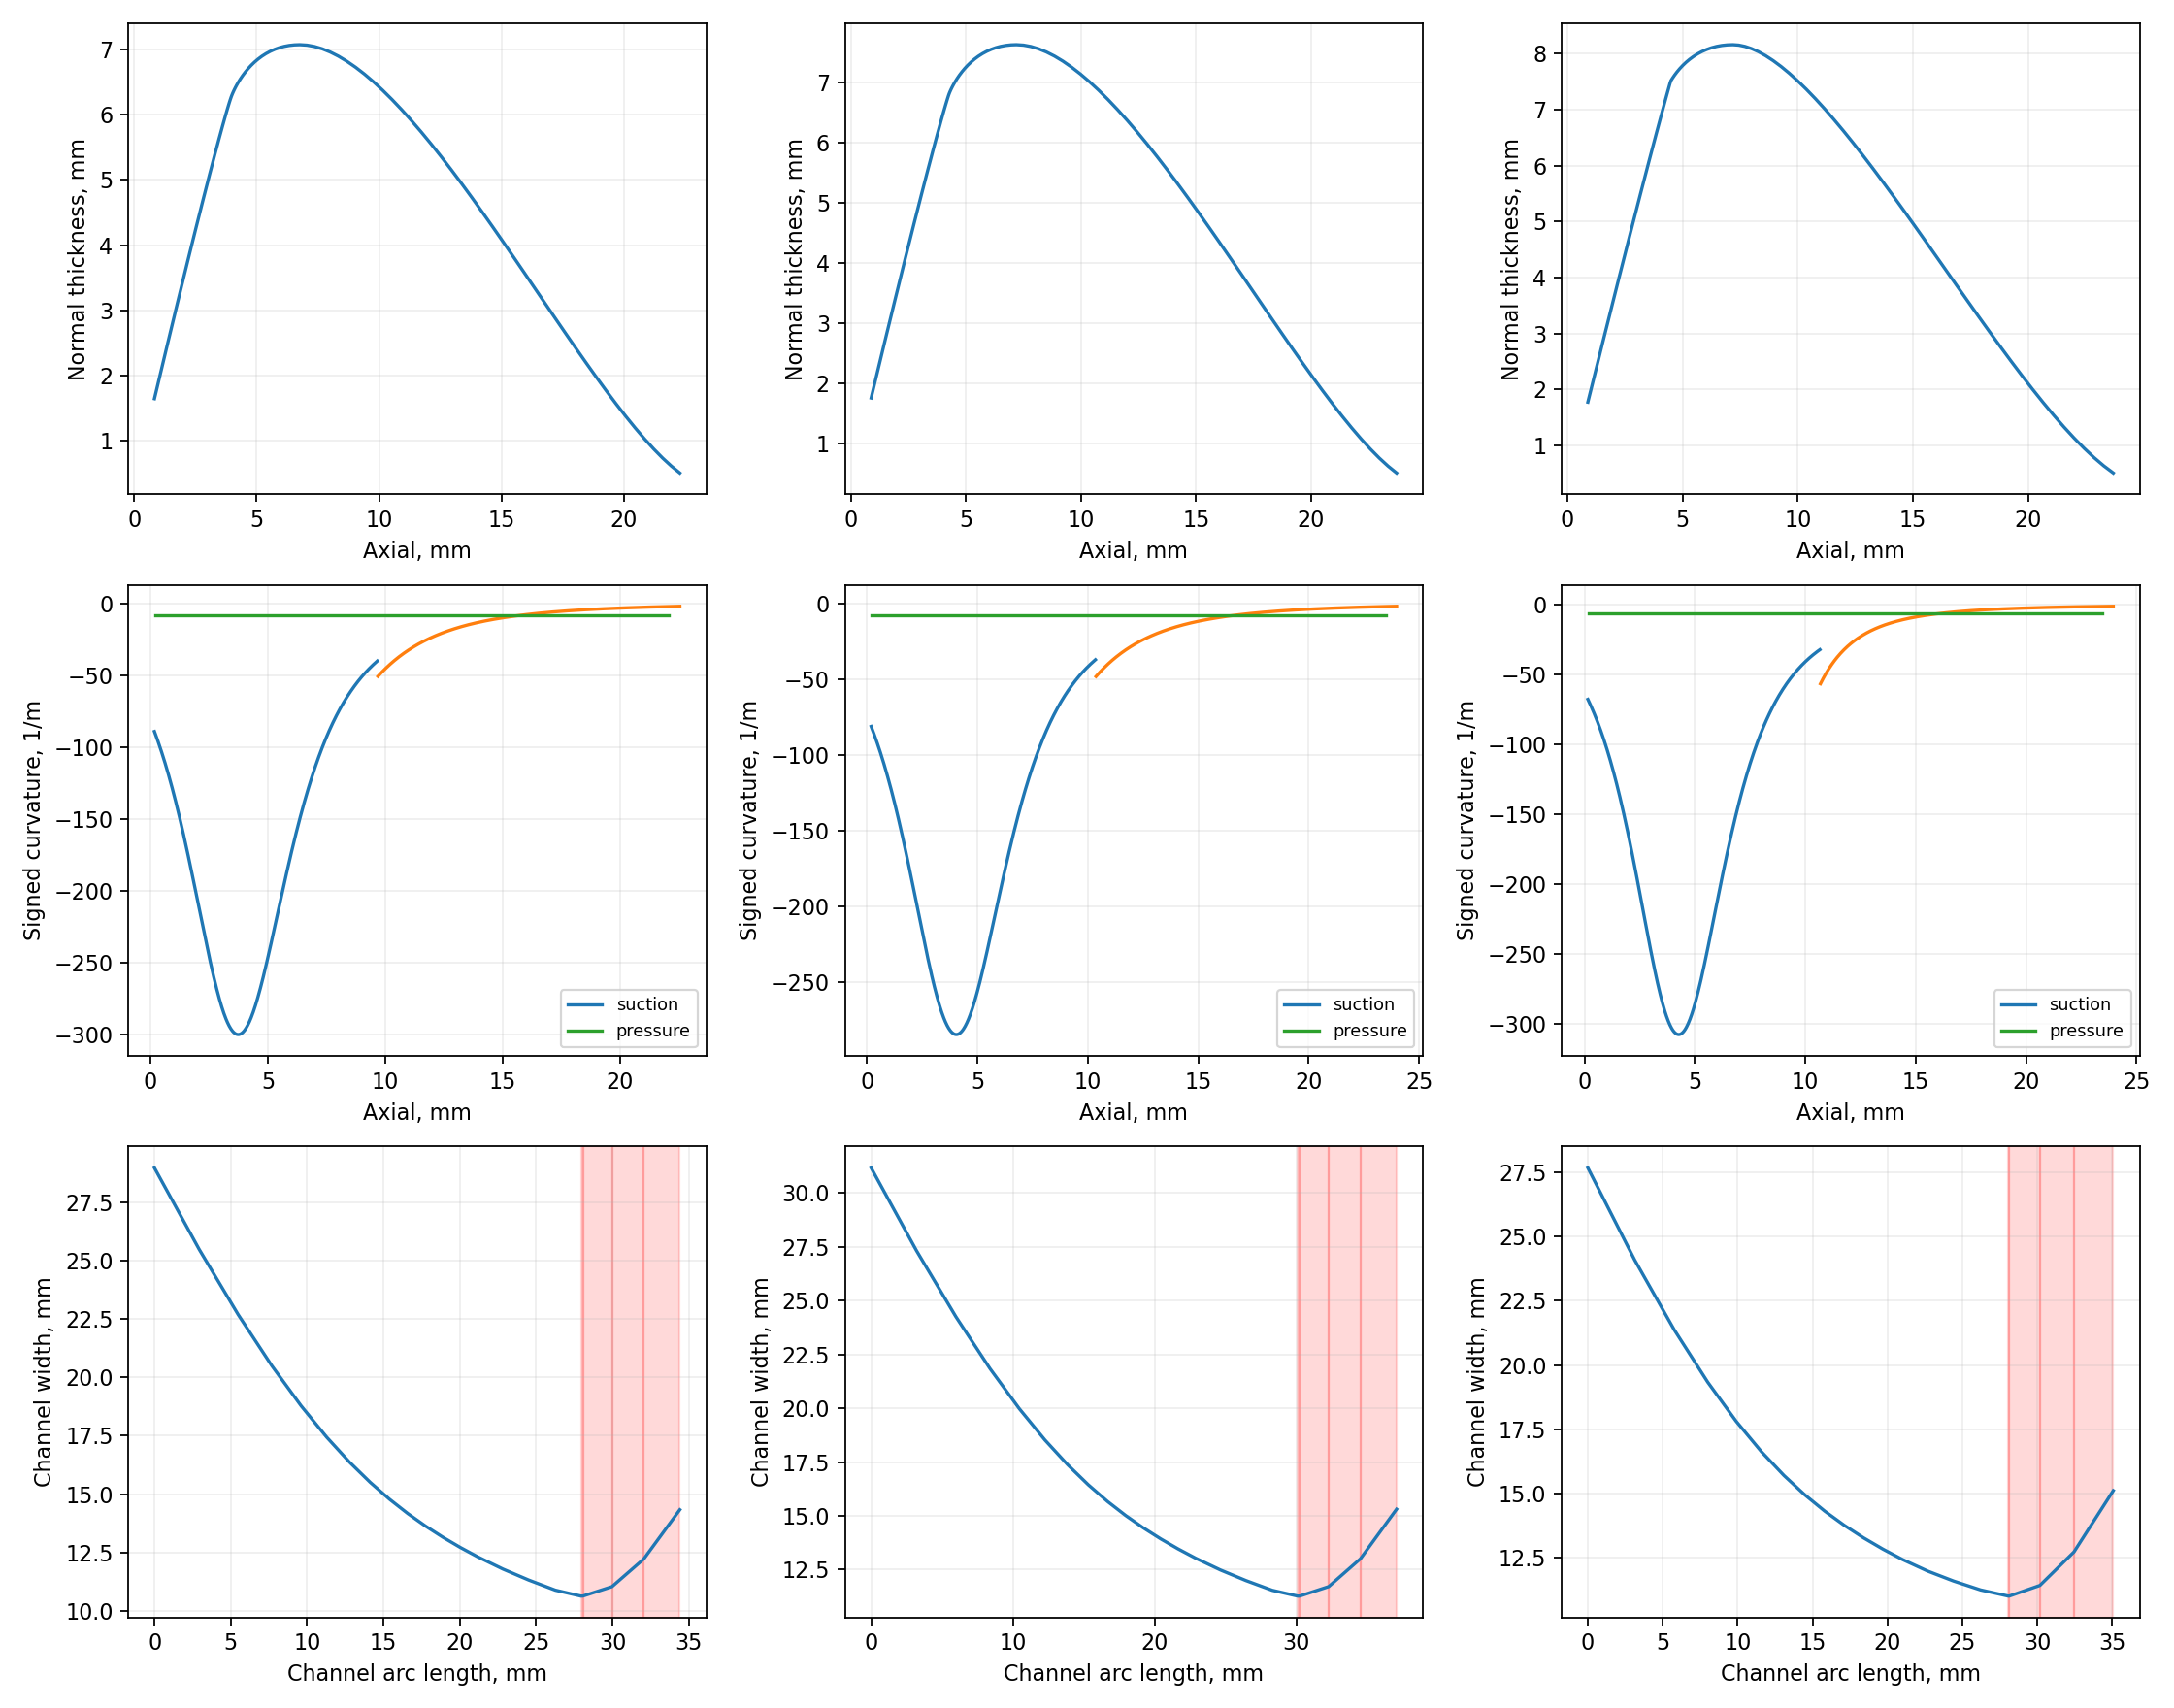 7
6
5
4
3
2
1
Normal thickness, mm
0 5 10 15 20
Axial, mm
7
6
5
4
3
2
1
Normal thickness, mm
0 5 10 15 20
Axial, mm
8
7
6
5
4
3
2
1
Normal thickness, mm
0 5 10 15 20
Axial, mm
0
−50
−100
−150
−200
−250
−300
Signed curvature, 1/m
suction
pressure
0 5 10 15 20
Axial, mm
0
−50
−100
−150
−200
−250
Signed curvature, 1/m
suction
pressure
0 5 10 15 20 25
Axial, mm
0
−50
−100
−150
−200
−250
−300
Signed curvature, 1/m
suction
pressure
0 5 10 15 20 25
Axial, mm
27.5
25.0
22.5
20.0
17.5
15.0
12.5
10.0
Channel width, mm
0 5 10 15 20 25 30 35
Channel arc length, mm
30.0
27.5
25.0
22.5
20.0
17.5
15.0
12.5
Channel width, mm
0 10 20 30
Channel arc length, mm
27.5
25.0
22.5
20.0
17.5
15.0
12.5
Channel width, mm
0 5 10 15 20 25 30 35
Channel arc length, mm